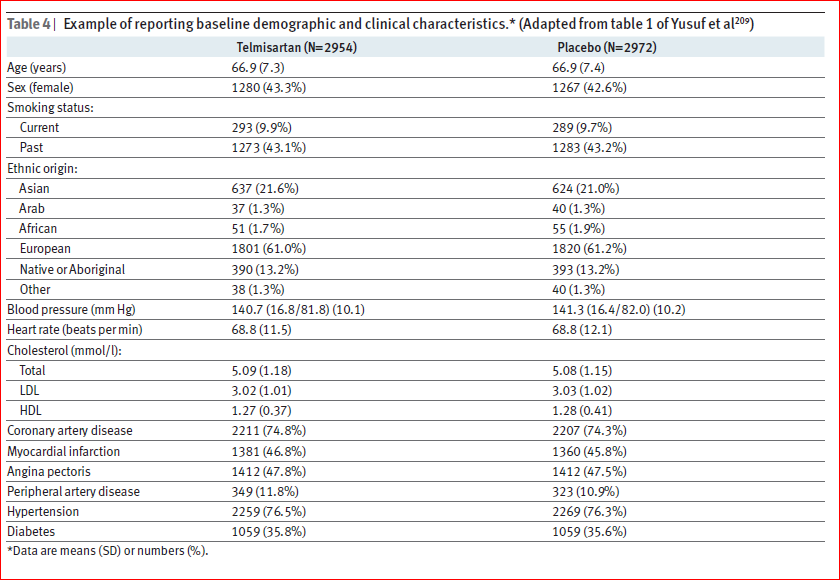 Table 4 | Example of reporting baseline demographic and clinical characteristics.* (Adapted from table 1 of Yusuf et al209)
Telmisartan (N=2954) Placebo (N=2972)
Age (years) 66.9 (7.3) 66.9 (7.4)
Sex (female) 1280 (43.3%) 1267 (42.6%)
Smoking status:
Current 293 (9.9%) 289 (9.7%)
Past 1273 (43.1%) 1283 (43.2%)
Ethnic origin:
Asian 637 (21.6%) 624 (21.0%)
Arab 37 (1.3%) 40 (1.3%)
African 51 (1.7%) 55 (1.9%)
European 1801 (61.0%) 1820 (61.2%)
Native or Aboriginal 390 (13.2%) 393 (13.2%)
Other 38 (1.3%) 40 (1.3%)
Blood pressure (mm Hg) 140.7 (16.8/81.8) (10.1) 141.3 (16.4/82.0) (10.2)
Heart rate (beats per min) 68.8 (11.5) 68.8 (12.1)
Cholesterol (mmol/l):
Total 5.09 (1.18) 5.08 (1.15)
LDL 3.02 (1.01) 3.03 (1.02)
HDL 1.27 (0.37) 1.28 (0.41)
Coronary artery disease 2211 (74.8%) 2207 (74.3%)
Myocardial infarction 1381 (46.8%) 1360 (45.8%)
Angina pectoris 1412 (47.8%) 1412 (47.5%)
Peripheral artery disease 349 (11.8%) 323 (10.9%)
Hypertension 2259 (76.5%) 2269 (76.3%)
Diabetes 1059 (35.8%) 1059 (35.6%)
*Data are means (SD) or numbers (%).